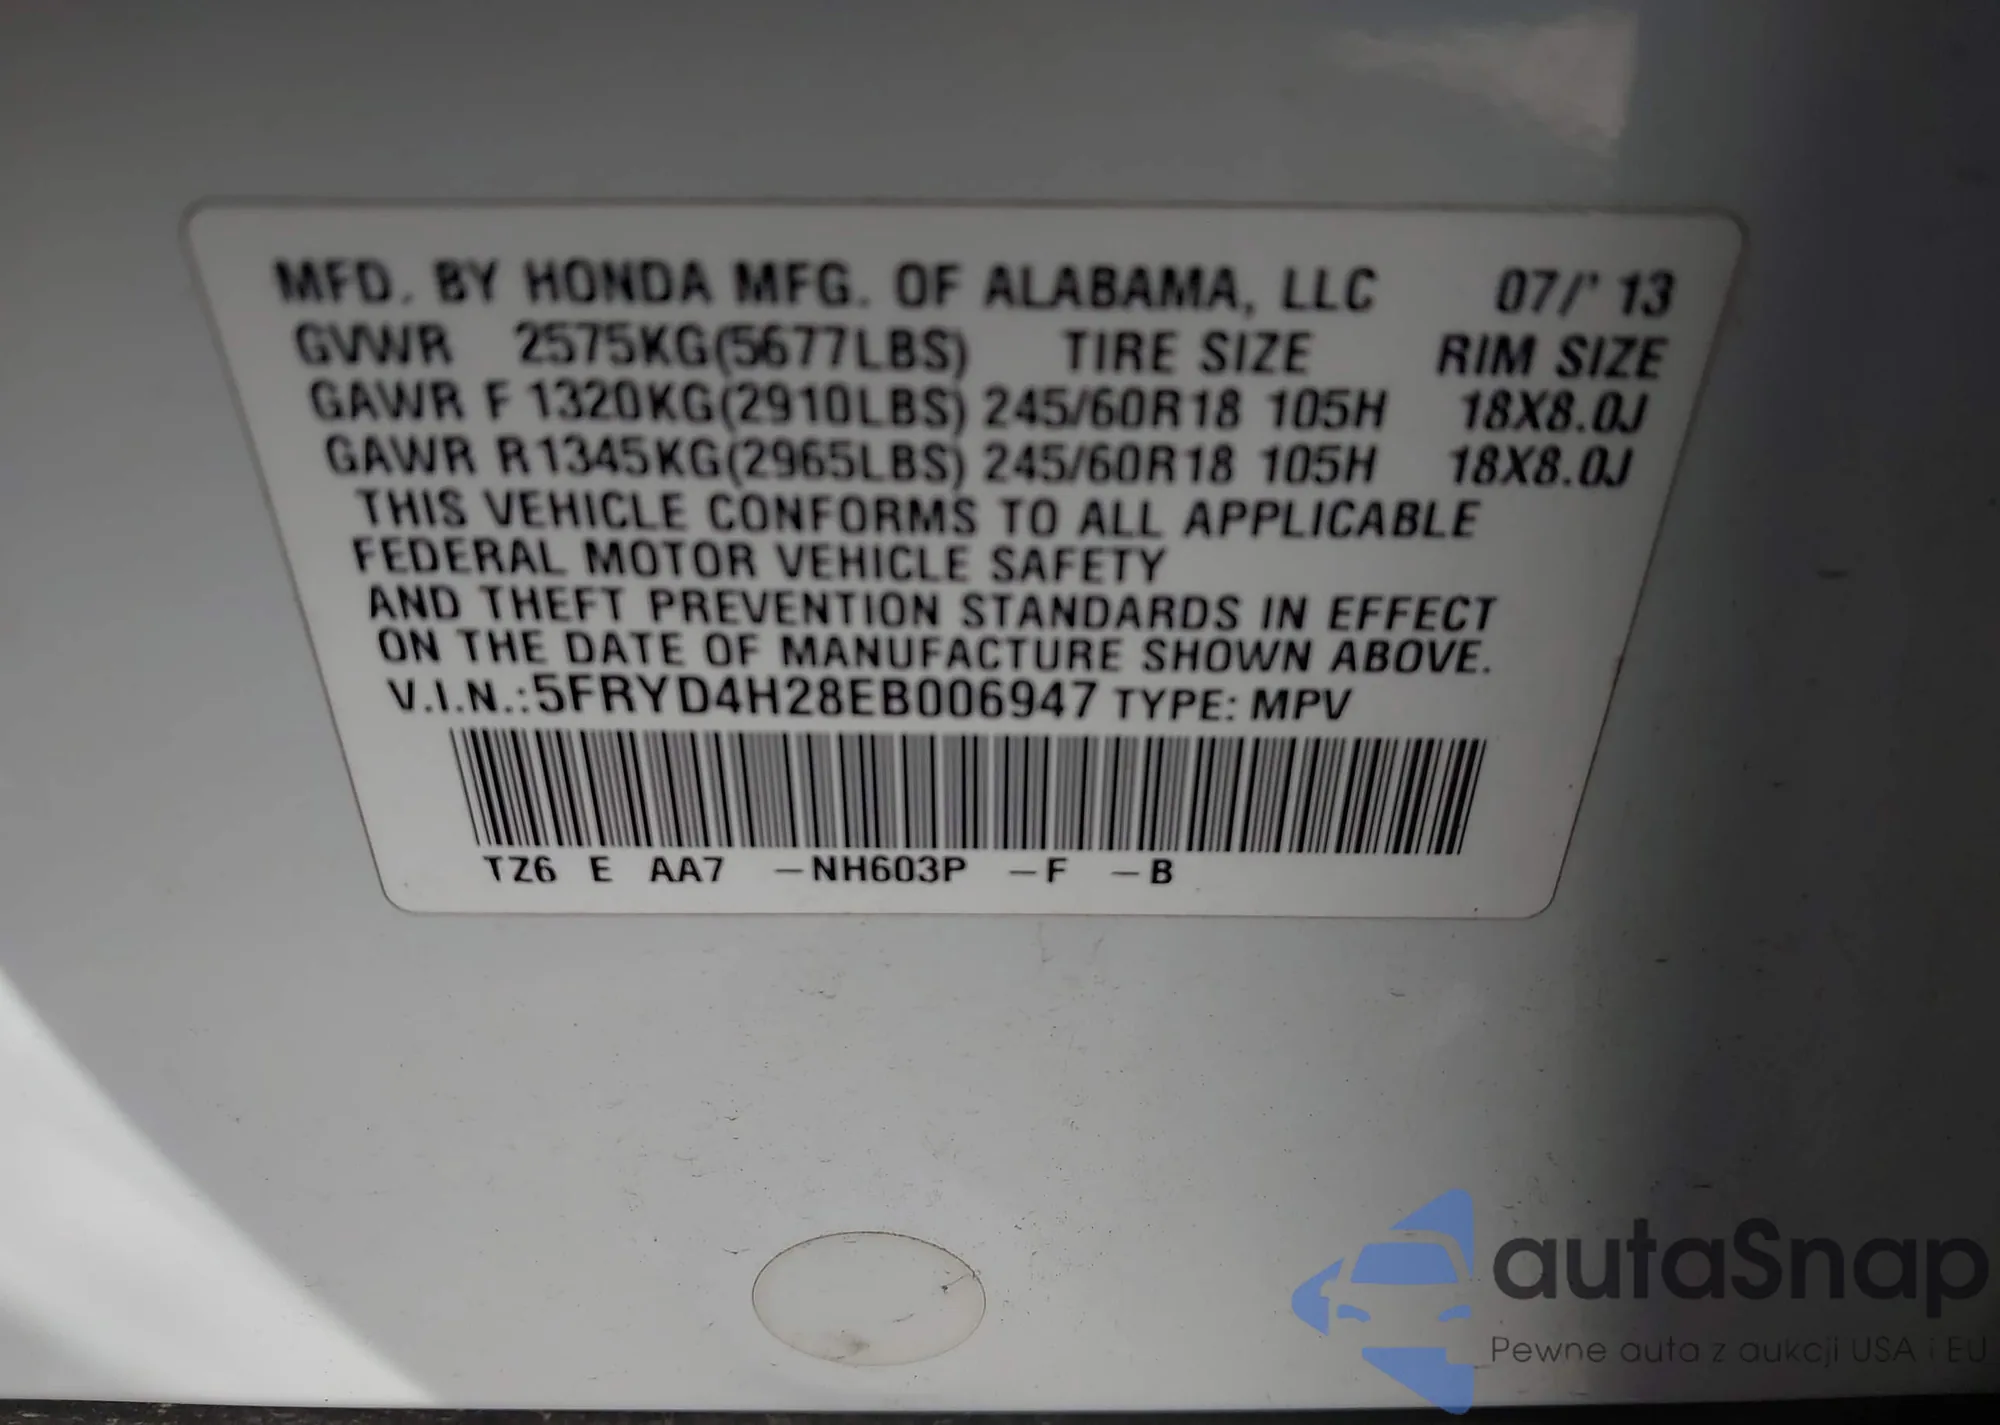 MFD. BY HONDA MFG. OF ALABAMA, LLC 07/' 13
GVWR 2575KG(5677LBS) TIRE SIZE RIM SIZE
GAWR F 1320KG(2910LBS) 245/60R18 105H 18X8.0J
GAWR R 1345KG(2965LBS) 245/60R18 105H 18X8.0J
THIS VEHICLE CONFORMS TO ALL APPLICABLE
FEDERAL MOTOR VEHICLE SAFETY
AND THEFT PREVENTION STANDARDS IN EFFECT
ON THE DATE OF MANUFACTURE SHOWN ABOVE.
V.I.N.:5FRYD4H28EB006947 TYPE: MPV
TZ6 E AA7 –NH603P –F –B
autaSnap
Pewne auta z aukcji USA i EU